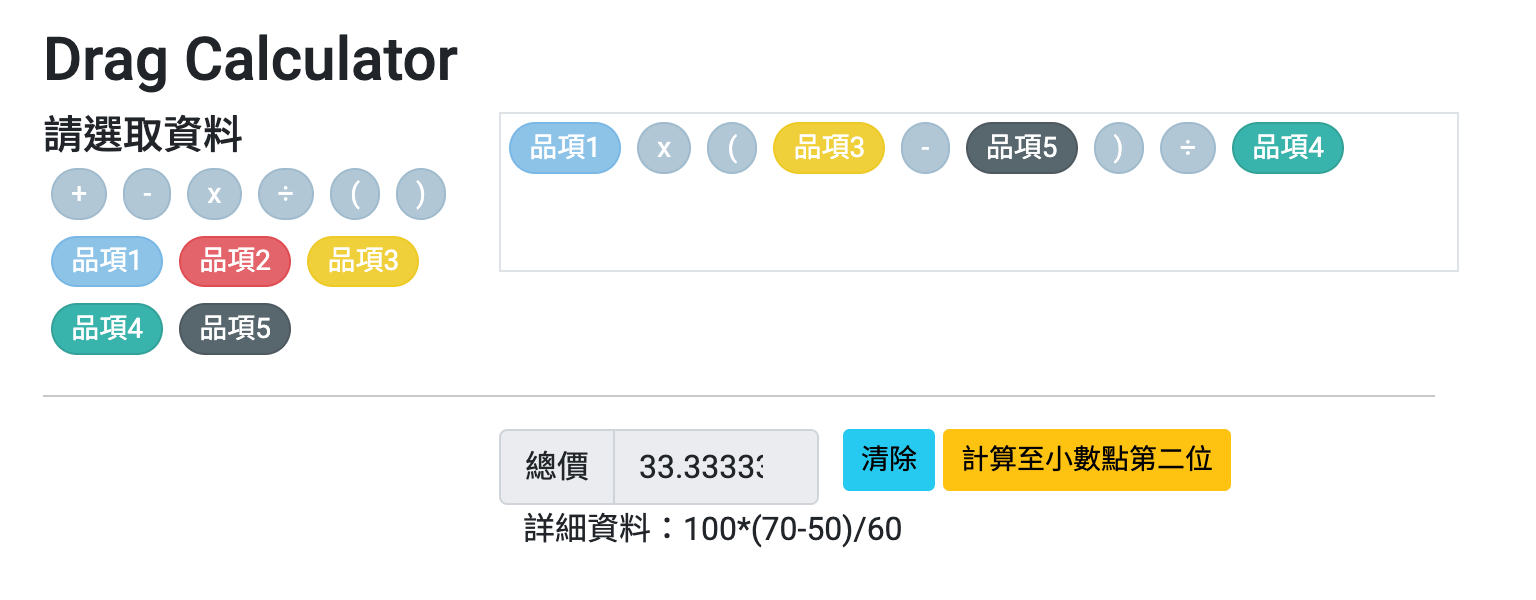 Drag Calculator
請選取資料
+ - x ÷ ( )
品項1 品項2 品項3
品項4 品項5
品項1 x ( 品項3 - 品項5 ) ÷ 品項4
總價 33.33333 清除 計算至小數點第二位
詳細資料：100*(70-50)/60